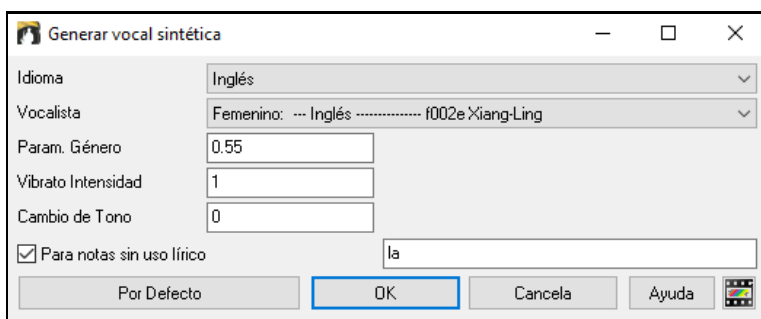 Generar vocal sintética
Idioma Inglés
Vocalista Femenino: --- Inglés -------------- f002e Xiang-Ling
Param. Género 0.55
Vibrato Intensidad 1
Cambio de Tono 0
Para notas sin uso lírico la
Por Defecto OK Cancela Ayuda